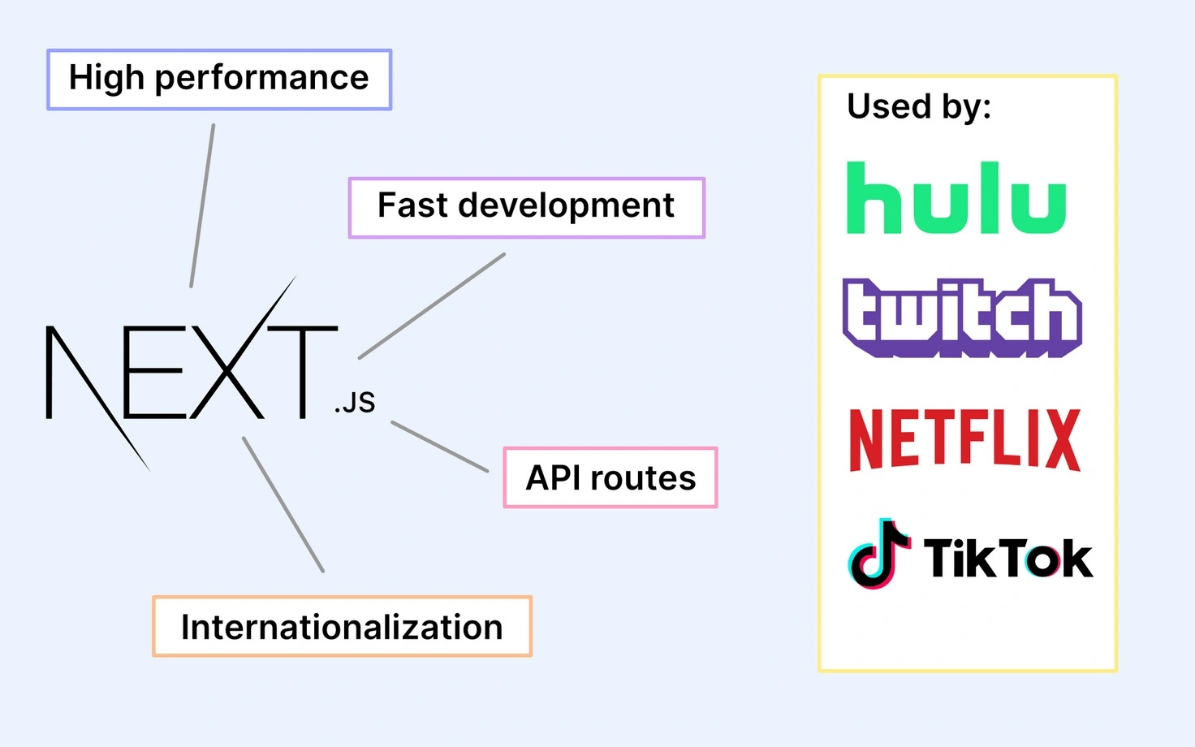 High performance
Fast development
NEXT.JS
API routes
Internationalization
Used by:
hulu
twitch
NETFLIX
TikTok